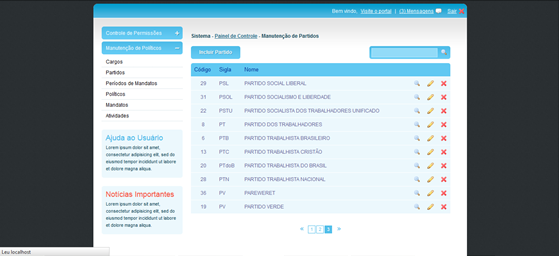 Bem vindo, Visite o portal | (3) Mensagens Sair
Controle de Permissões +
Manutenção de Políticos −
Cargos
Partidos
Períodos de Mandatos
Políticos
Mandatos
Atividades
Ajuda ao Usuário
Lorem ipsum dolor sit amet,
consectetur adipisicing elit, sed do
eiusmod tempor incididunt ut labore
et dolore magna aliqua.
Notícias Importantes
Lorem ipsum dolor sit amet,
consectetur adipisicing elit, sed do
eiusmod tempor incididunt ut labore
et dolore magna aliqua.
Sistema - Painel de Controle - Manutenção de Partidos
Incluir Partido
Código Sigla Nome
29 PSL PARTIDO SOCIAL LIBERAL
31 PSOL PARTIDO SOCIALISMO E LIBERDADE
22 PSTU PARTIDO SOCIALISTA DOS TRABALHADORES UNIFICADO
8 PT PARTIDO DOS TRABALHADORES
6 PTB PARTIDO TRABALHISTA BRASILEIRO
13 PTC PARTIDO TRABALHISTA CRISTÃO
20 PTdoB PARTIDO TRABALHISTA DO BRASIL
28 PTN PARTIDO TRABALHISTA NACIONAL
36 PV PAREWERET
19 PV PARTIDO VERDE
< 1 2 3 >
Leu localhost